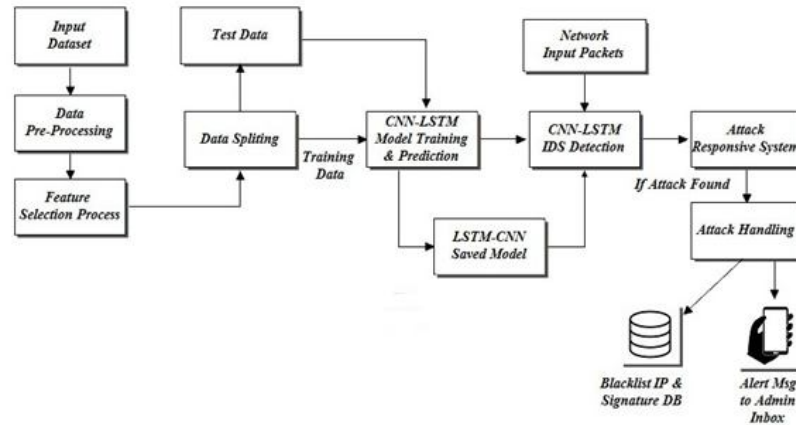 Input
Dataset
Data
Pre-Processing
Feature
Selection Process
Test Data
Data Spliting
Training
Data
CNN-LSTM
Model Training
& Prediction
LSTM-CNN
Saved Model
Network
Input Packets
CNN-LSTM
IDS Detection
Attack
Responsive System
If Attack Found
Attack Handling
Blacklist IP &
Signature DB
Alert Msg
to Admin
Inbox